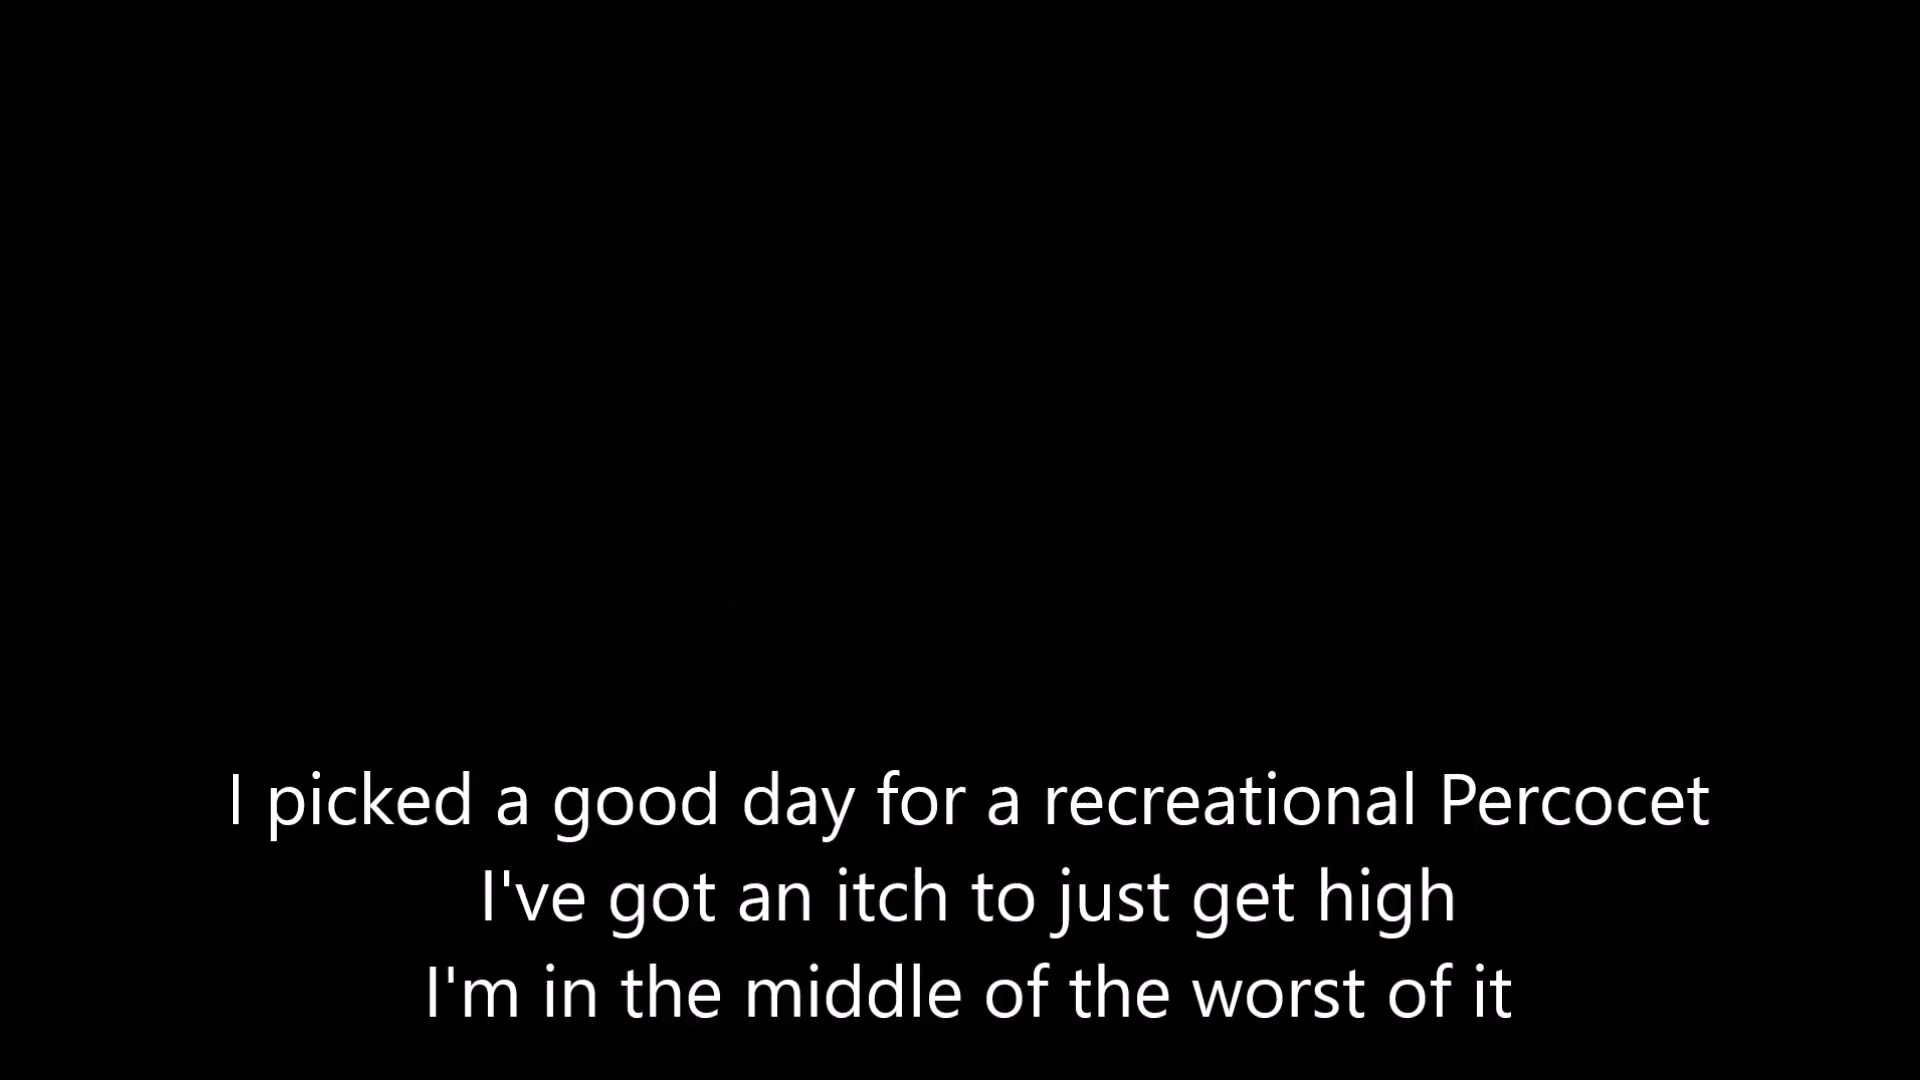 I picked a good day for a recreational Percocet
I've got an itch to just get high
I'm in the middle of the worst of it